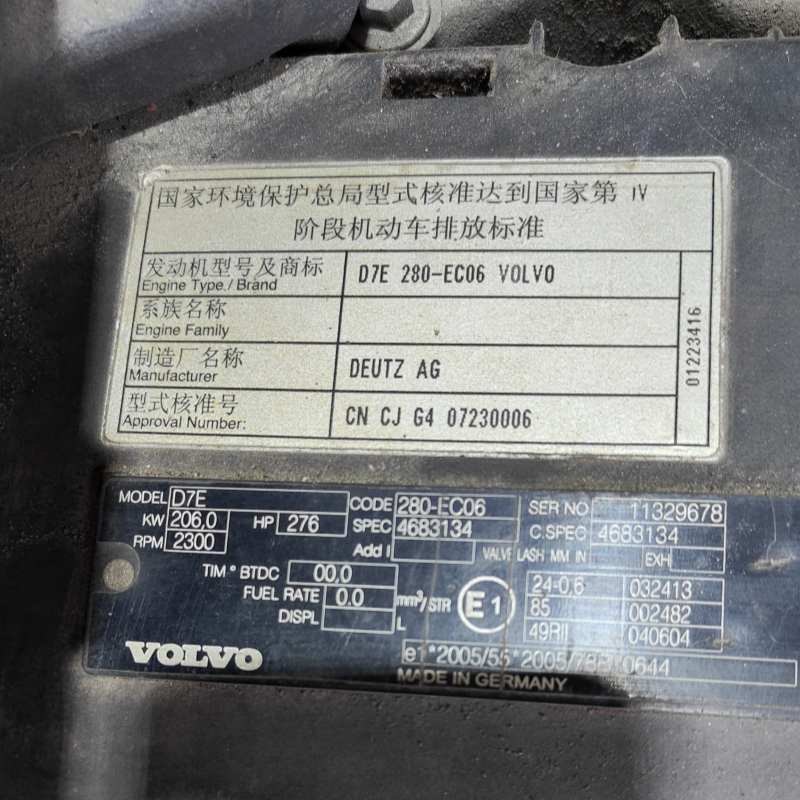 国家环境保护总局型式核准达到国家第 IV
阶段机动车排放标准
发动机型号及商标
Engine Type./ Brand
D7E 280-EC06 VOLVO
系族名称
Engine Family
制造厂名称
Manufacturer
DEUTZ AG
型式核准号
Approval Number:
CN CJ G4 07230006
01223416
MODEL D7E CODE 280-EC06 SER NO 11329678
KW 206.0 HP 276 SPEC 4683134 C.SPEC 4683134
RPM 2300 Add I VALVE LASH MM IN EXH
TIM ° BTDC 00,0 24-0,6 032413
FUEL RATE 0.0 mm³/STR E1 85 002482
DISPL L 49RII 040604
VOLVO e1*2005/55*2005/78
MADE IN GERMANY